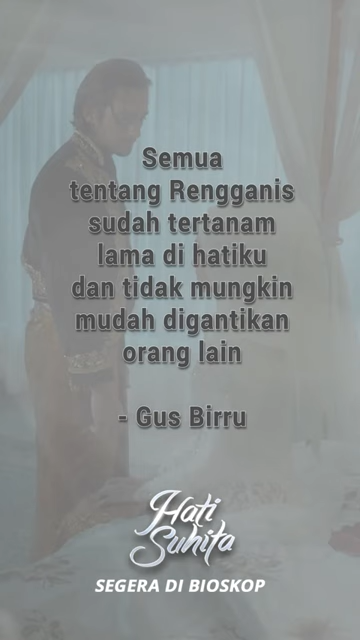 Semua
tentang Rengganis
sudah tertanam
lama di hatiku
dan tidak mungkin
mudah digantikan
orang lain
- Gus Birru
Hati
Suhita
SEGERA DI BIOSKOP